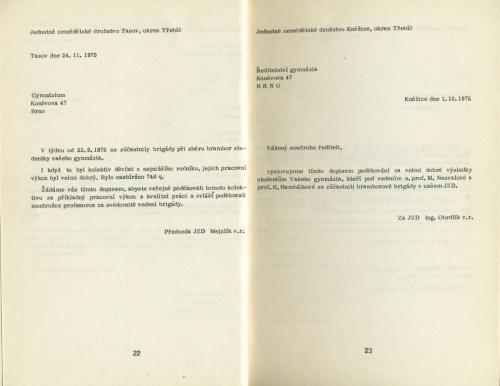 Jednotné zemědělské družstvo Tasov, okres Třebíč
Tasov dne 24. 11. 1975
Gymnázium
Koněvova 47
Brno
V týdnu od 22.9.1975 se zúčastnily brigády při sběru brambor stu-
dentky vašeho gymnázia.
I když to byl kolektiv děvčat z nejnižšího ročníku, jejich pracovní
výkon byl velmi dobrý. Bylo nasbíráno 746 q.
Žádáme vás tímto dopisem, abyste veřejně poděkovali tomuto kolek-
tivu za příkladný pracovní výkon a kvalitní práci a zvlášť poděkovali
soudružce profesorce za svědomité vedení brigády.
Předseda JZD Mejzlík v.r.
22
Jednotné zemědělské družstvo Kněžice, okres Třebíč
Ředitelství gymnázia
Koněvova 47
BRNO
Kněžice dne 1.10.1975
Vážený soudruhu řediteli,
vyslovujeme tímto dopisem poděkování za velmi dobré výsledky
studentům Vašeho gymnázia, kteří pod vedením s. prof. M. Nezvalové a
prof. H. Hambálkové se zúčastnili bramborové brigády v našem JZD.
Za JZD Ing. Obrdlík v.r.
23